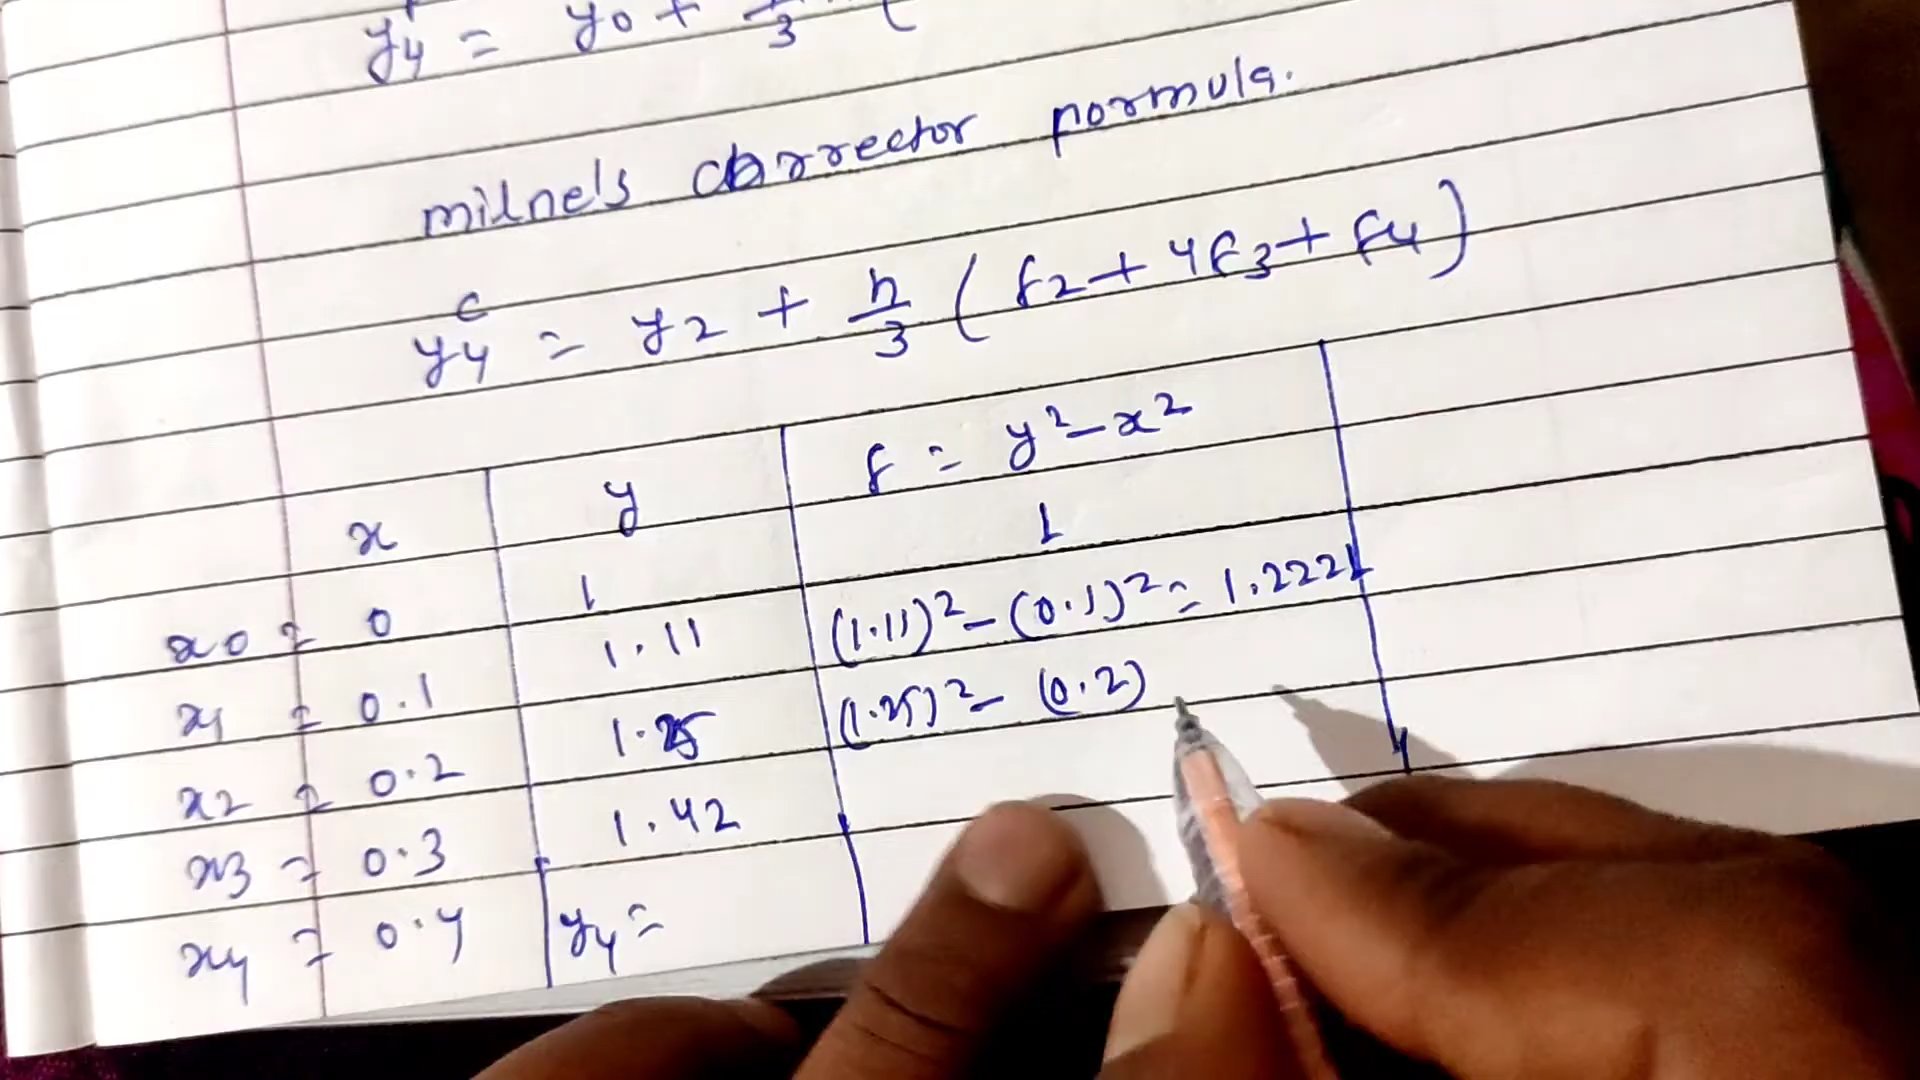 y4 = y0 + /3 (
milne's corrector formula.
y4^c = y2 + h/3 ( f2 + 4f3 + f4 )
x y f = y² - x²
x0 = 0 1 1
x1 = 0.1 1.11 (1.11)² - (0.1)² = 1.2221
x2 = 0.2 1.25 (1.25)² - (0.2)
x3 = 0.3 1.42
x4 = 0.4 y4 =